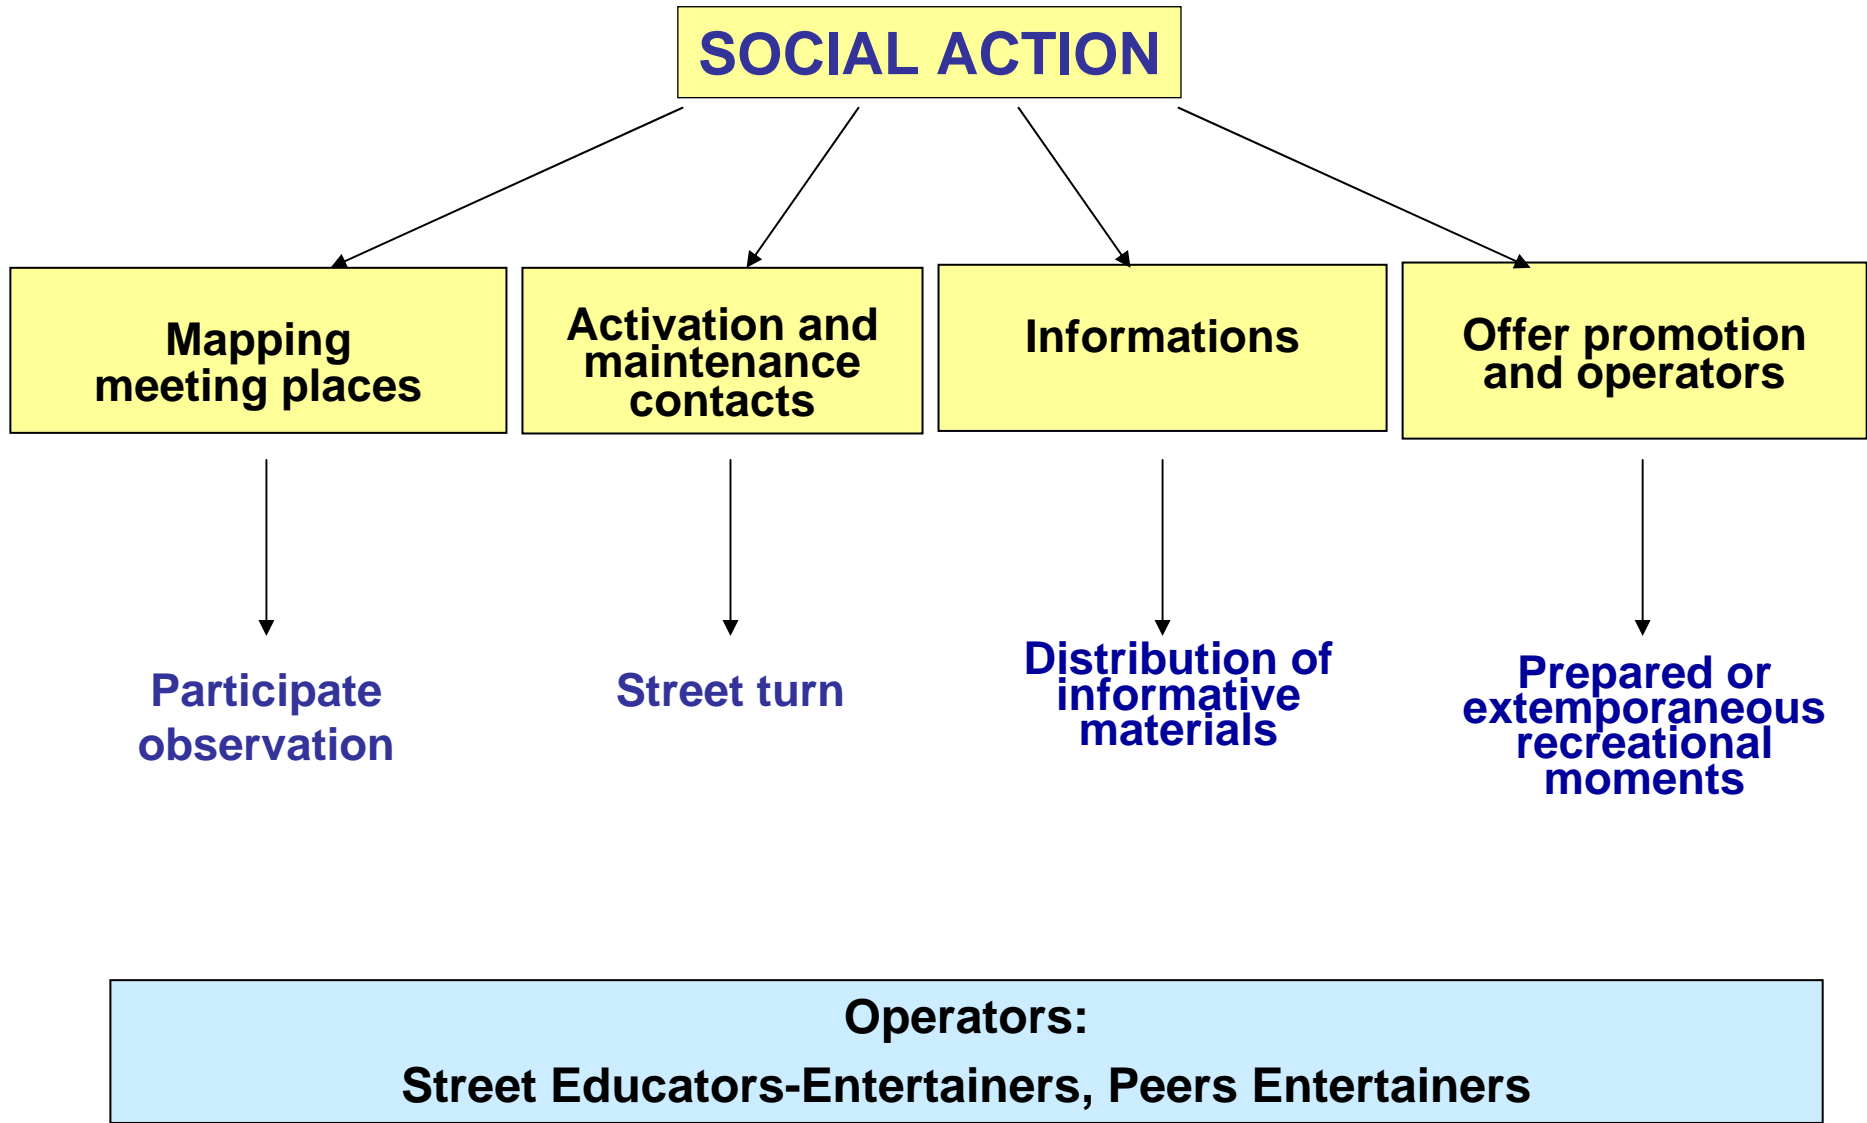 SOCIAL ACTION
Mapping
meeting places
Activation and
maintenance
contacts
Informations
Offer promotion
and operators
Participate
observation
Street turn
Distribution of
informative
materials
Prepared or
extemporaneous
recreational
moments
Operators:
Street Educators-Entertainers, Peers Entertainers